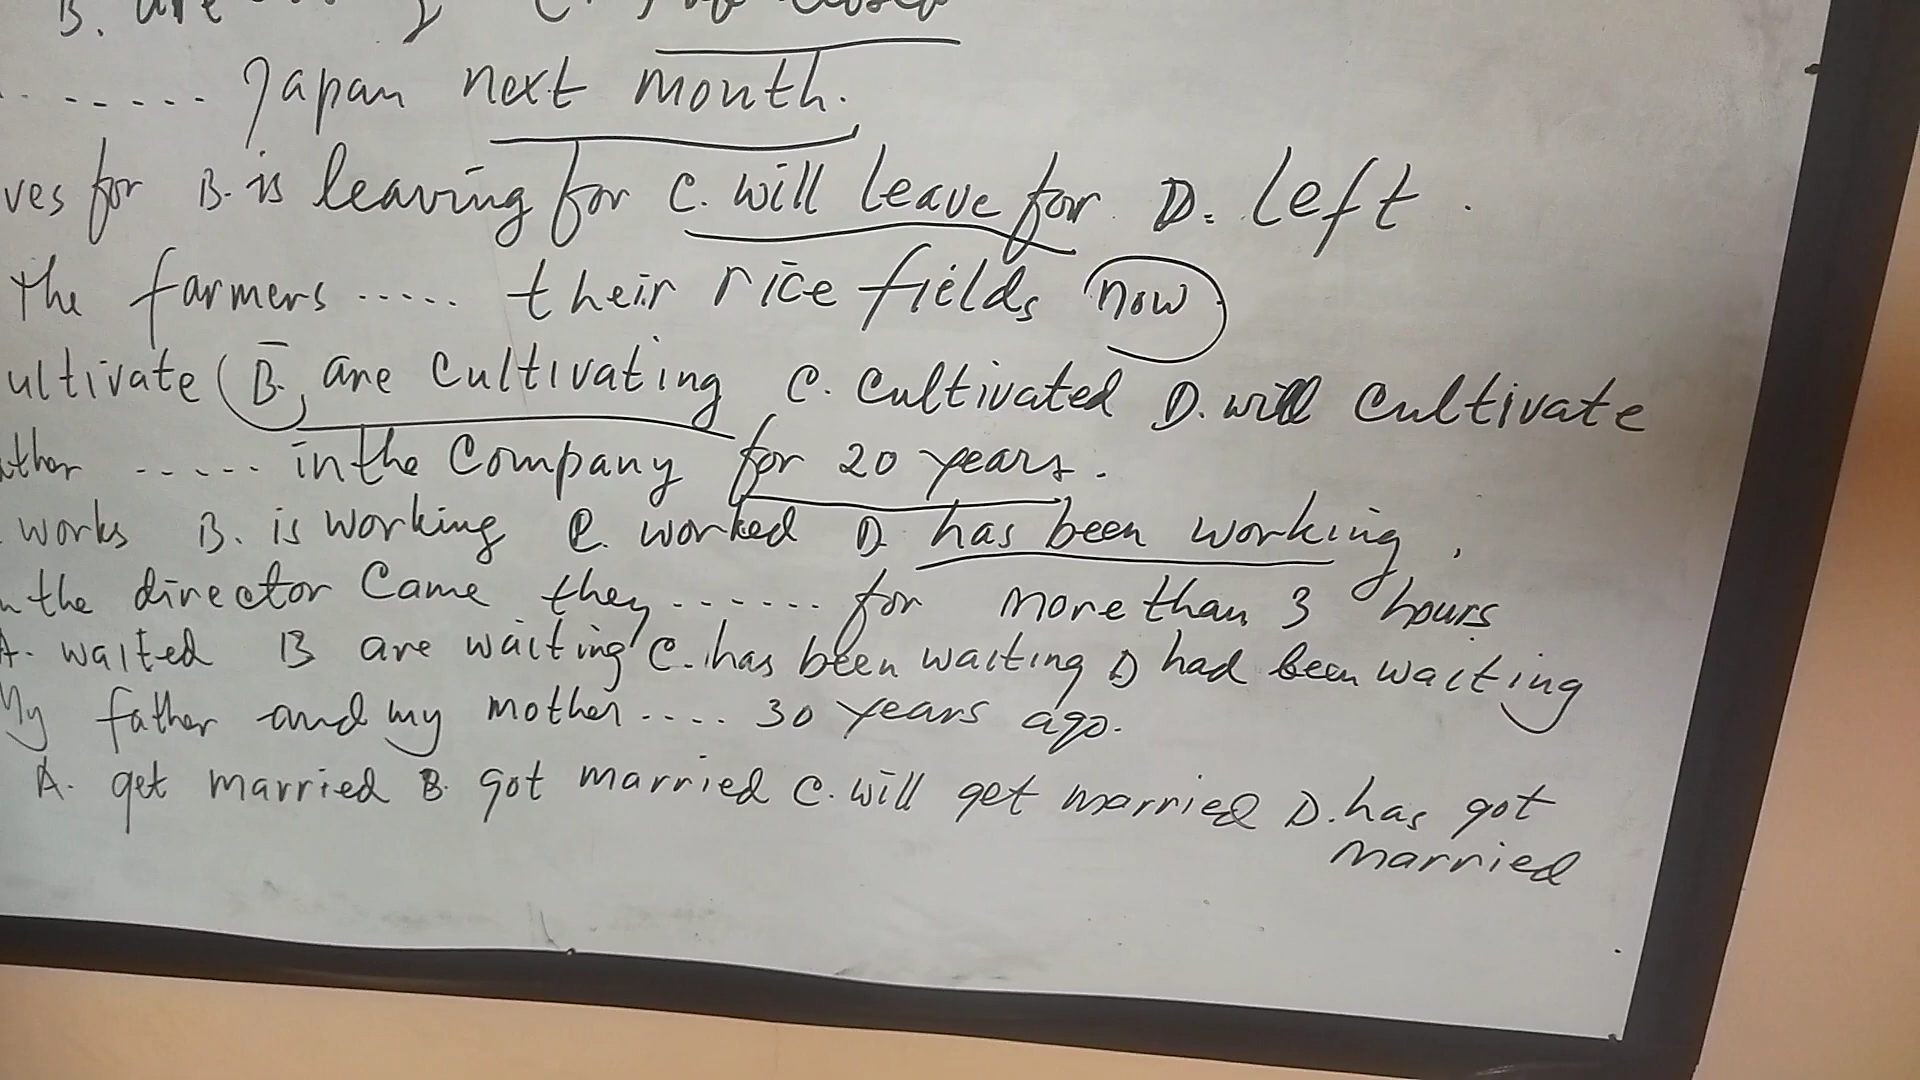 B. are
....... Japan next month.
ves for B. is leaving for C. will leave for D. left.
the farmers ..... their rice fields now
ultivate B. are cultivating C. cultivated D. will cultivate
ather ..... in the company for 20 years.
works B. is working C. worked D has been working.
n the director came they ....... for more than 3 hours
A. waited B are waiting C. has been waiting D had been waiting
My father and my mother .... 30 years ago.
A. get married B. got married C. will get married D. has got
married